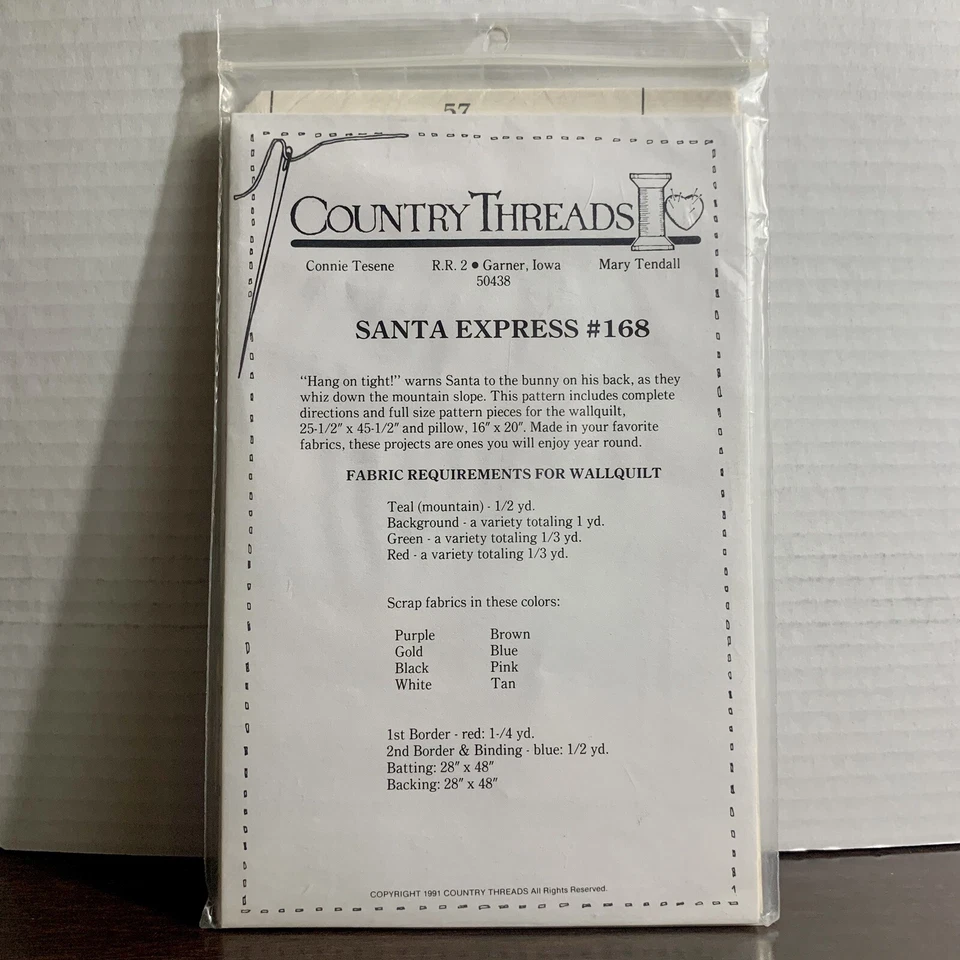 57
COUNTRY THREADS
Connie Tesene R.R. 2 • Garner, Iowa Mary Tendall
50438
SANTA EXPRESS #168
"Hang on tight!" warns Santa to the bunny on his back, as they
whiz down the mountain slope. This pattern includes complete
directions and full size pattern pieces for the wallquilt,
25-1/2" x 45-1/2" and pillow, 16" x 20". Made in your favorite
fabrics, these projects are ones you will enjoy year round.
FABRIC REQUIREMENTS FOR WALLQUILT
Teal (mountain) - 1/2 yd.
Background - a variety totaling 1 yd.
Green - a variety totaling 1/3 yd.
Red - a variety totaling 1/3 yd.
Scrap fabrics in these colors:
Purple Brown
Gold Blue
Black Pink
White Tan
1st Border - red: 1-/4 yd.
2nd Border & Binding - blue: 1/2 yd.
Batting: 28" x 48"
Backing: 28" x 48"
COPYRIGHT 1991 COUNTRY THREADS All Rights Reserved.